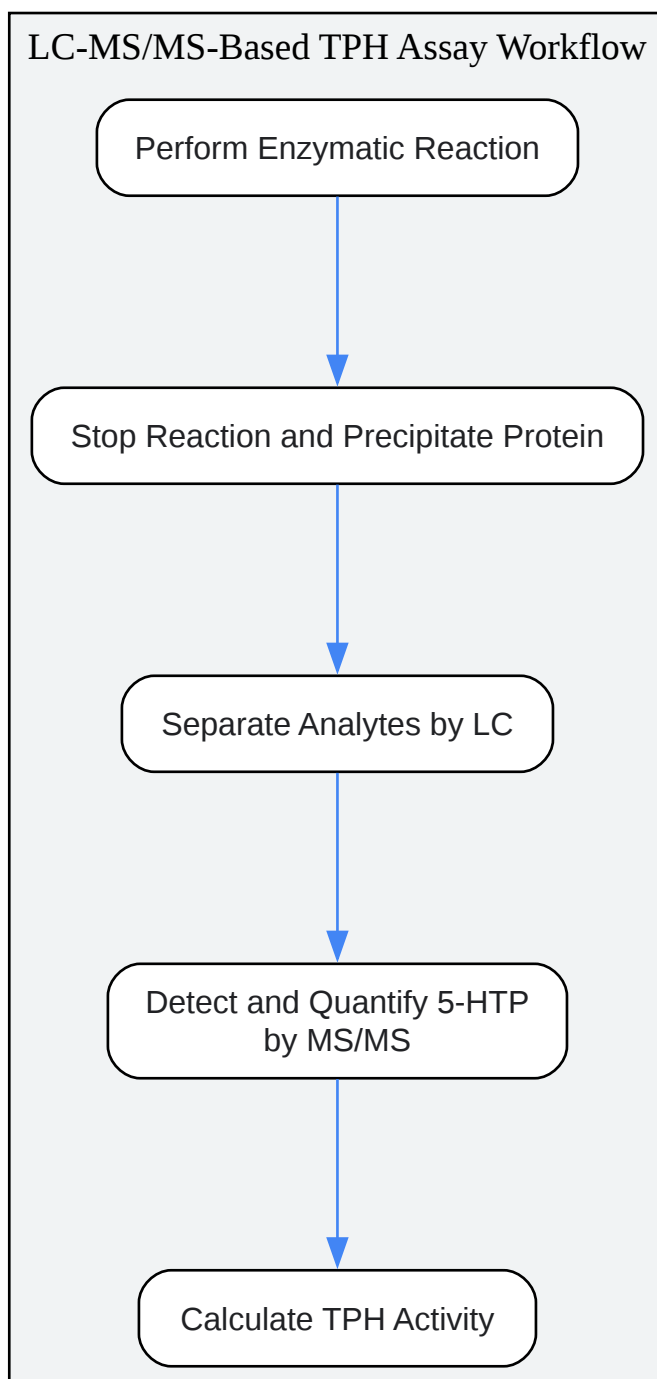 LC-MS/MS-Based TPH Assay Workflow
Perform Enzymatic Reaction
Stop Reaction and Precipitate Protein
Separate Analytes by LC
Detect and Quantify 5-HTP
by MS/MS
Calculate TPH Activity